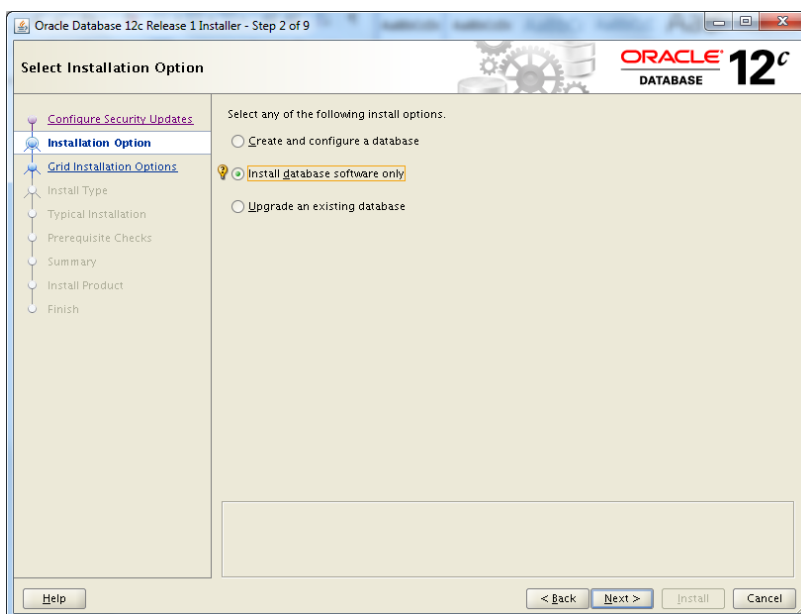 Oracle Database 12c Release 1 Installer - Step 2 of 9
Select Installation Option
ORACLE
DATABASE 12c
Configure Security Updates
Installation Option
Grid Installation Options
Install Type
Typical Installation
Prerequisite Checks
Summary
Install Product
Finish
Select any of the following install options.
Create and configure a database
Install database software only
Upgrade an existing database
Help
< Back
Next >
Install
Cancel